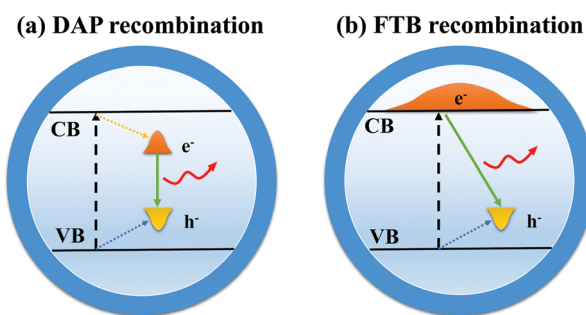 (a) DAP recombination
CB
e-
h-
VB
(b) FTB recombination
e-
CB
h-
VB